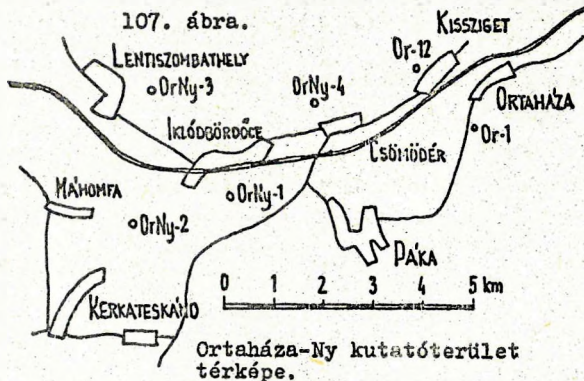 107. ábra.
KISSZIGET
LENTISZOMBATHELY
Or-12
OrNy-3
OrNy-4
ORTAHÁZA
IKLÓDBÖRDŐCE
Or-1
CSÖMÖDÉR
MÁHOMFA
OrNy-1
OrNy-2
PÁKA
0 1 2 3 4 5 km
KERKATESKÁND
Ortaháza-Ny kutatóterület
térképe.